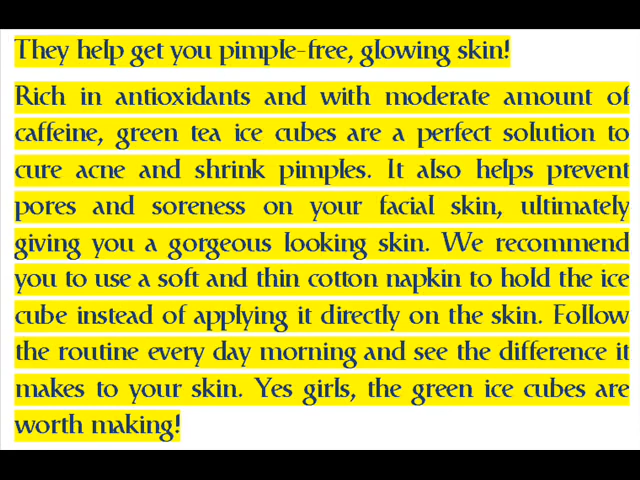 They help get you pimple-free, glowing skin!
Rich in antioxidants and with moderate amount of
caffeine, green tea ice cubes are a perfect solution to
cure acne and shrink pimples. It also helps prevent
pores and soreness on your facial skin, ultimately
giving you a gorgeous looking skin. We recommend
you to use a soft and thin cotton napkin to hold the ice
cube instead of applying it directly on the skin. Follow
the routine every day morning and see the difference it
makes to your skin. Yes girls, the green ice cubes are
worth making!